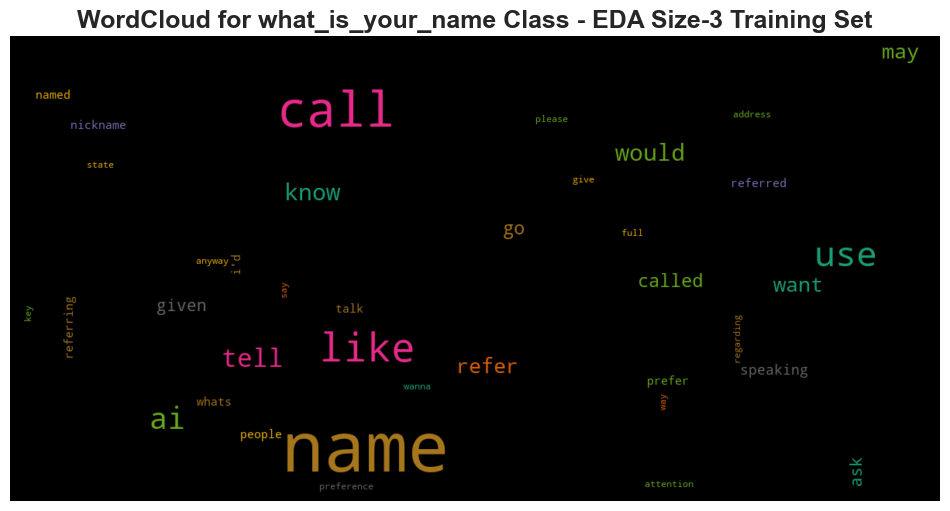 WordCloud for what_is_your_name Class - EDA Size-3 Training Set
may
named
call
please
address
nickname
would
state
know
give
referred
go
full
anyway
i'd
use
say
called
want
given
talk
key
referring
like
regarding
tell
refer
speaking
wanna
prefer
whats
way
ai
people
name
ask
preference
attention